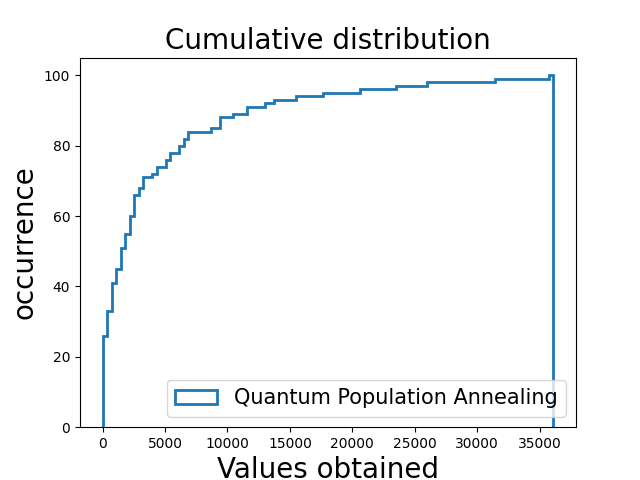 Cumulative distribution
occurrence
100
80
60
40
20
0
Quantum Population Annealing
0 5000 10000 15000 20000 25000 30000 35000
Values obtained